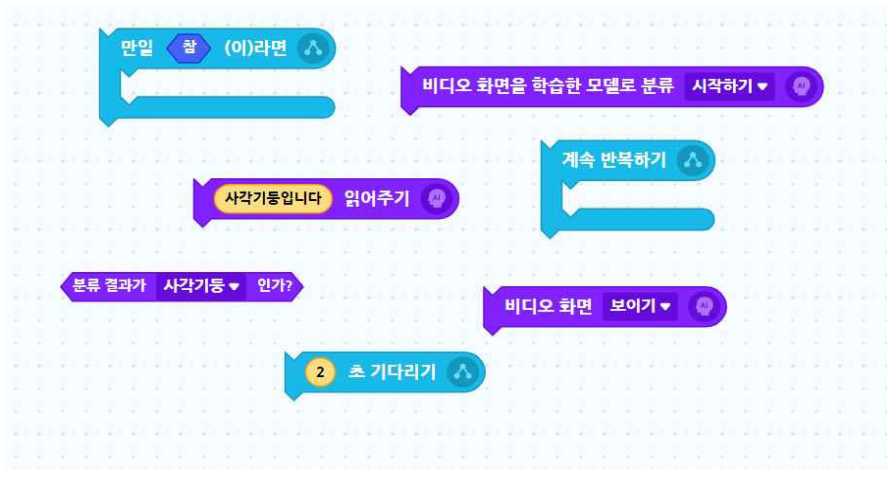 만일 참 (이)라면
비디오 화면을 학습한 모델로 분류 시작하기
AI
계속 반복하기
사각기둥입니다 읽어주기
AI
분류 결과가 사각기둥 인가?
비디오 화면 보이기
AI
2 초 기다리기